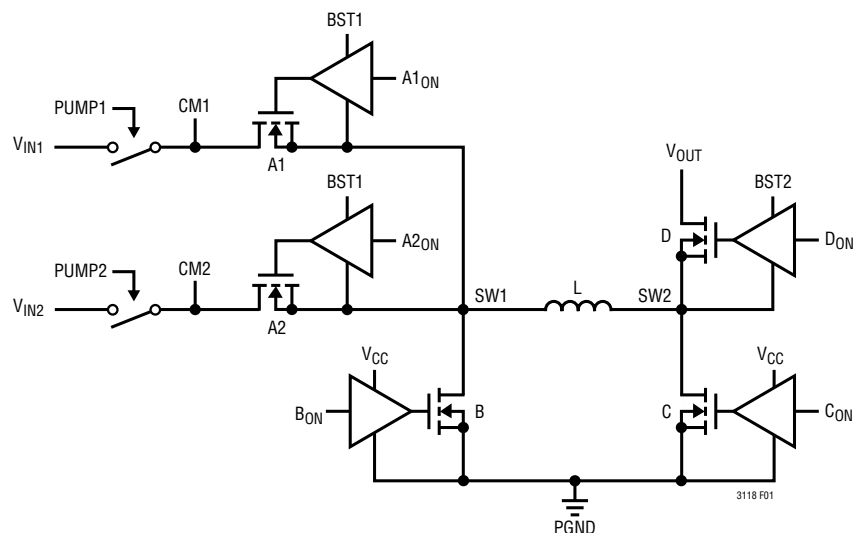 BST1
A1ON
PUMP1
CM1
VIN1
A1
VOUT
BST1
BST2
A2ON
D
DON
PUMP2
CM2
VIN2
A2
SW1
L
SW2
VCC
VCC
BON
B
C
CON
3118 F01
PGND